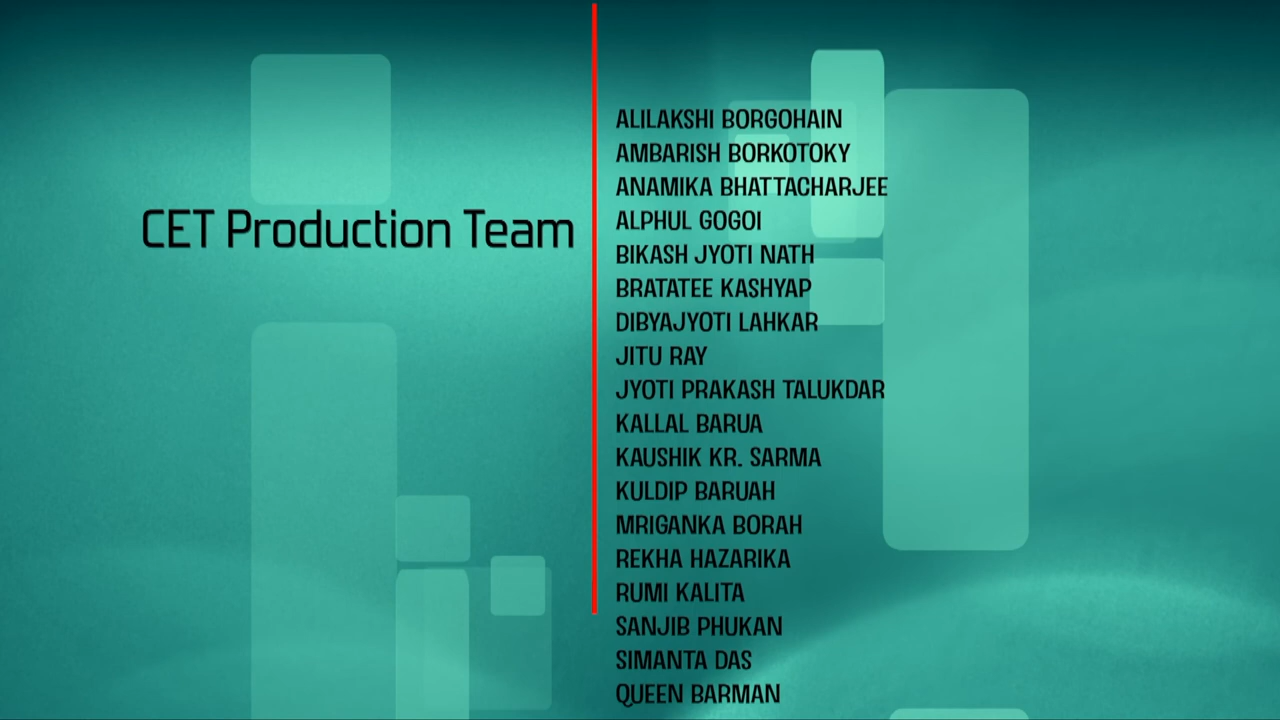 CET Production Team
ALILAKSHI BORGOHAIN
AMBARISH BORKOTOKY
ANAMIKA BHATTACHARJEE
ALPHUL GOGOI
BIKASH JYOTI NATH
BRATATEE KASHYAP
DIBYAJYOTI LAHKAR
JITU RAY
JYOTI PRAKASH TALUKDAR
KALLAL BARUA
KAUSHIK KR. SARMA
KULDIP BARUAH
MRIGANKA BORAH
REKHA HAZARIKA
RUMI KALITA
SANJIB PHUKAN
SIMANTA DAS
QUEEN BARMAN